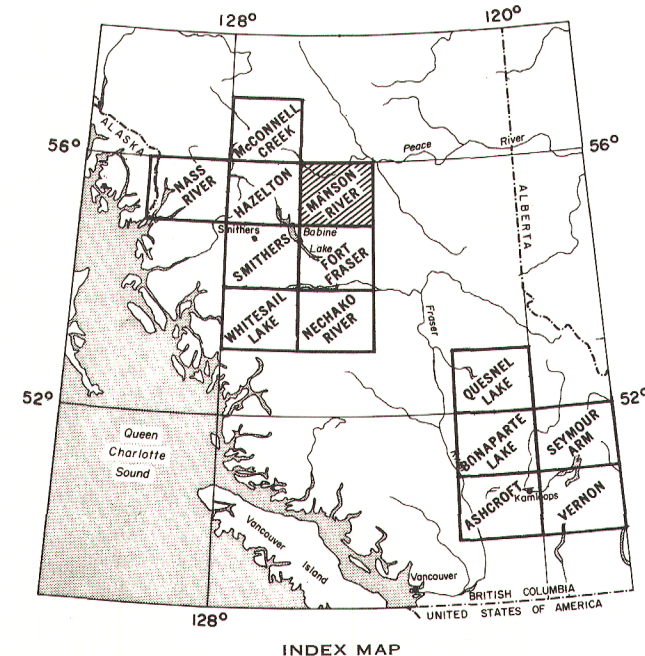 128°
120°
ALASKA
McCONNELL
CREEK
56°
Peace River
56°
NASS
RIVER
HAZELTON
MANSON
RIVER
ALBERTA
Smithers
SMITHERS
Babine
Lake
FORT
FRASER
WHITESAIL
LAKE
NECHAKO
RIVER
Fraser
QUESNEL
LAKE
52°
52°
Queen
Charlotte
Sound
BONAPARTE
LAKE
SEYMOUR
ARM
ASHCROFT
Kamloops
VERNON
Vancouver
Island
Vancouver
BRITISH COLUMBIA
UNITED STATES OF AMERICA
128°
INDEX MAP